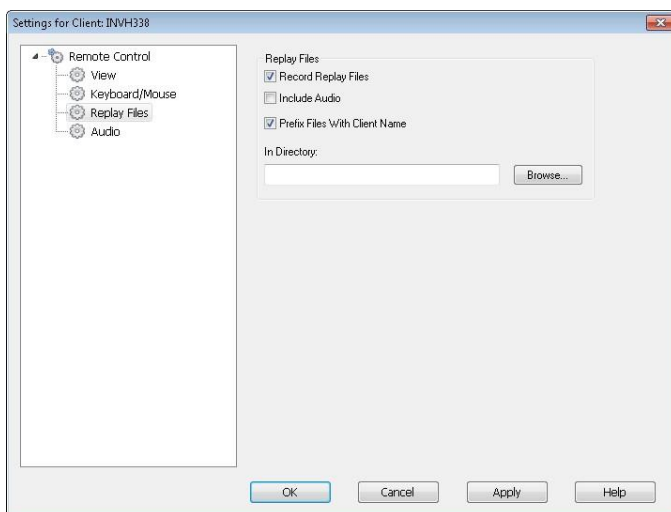 Settings for Client: INVH338
Remote Control
View
Keyboard/Mouse
Replay Files
Audio
Replay Files
Record Replay Files
Include Audio
Prefix Files With Client Name
In Directory:
Browse...
OK
Cancel
Apply
Help